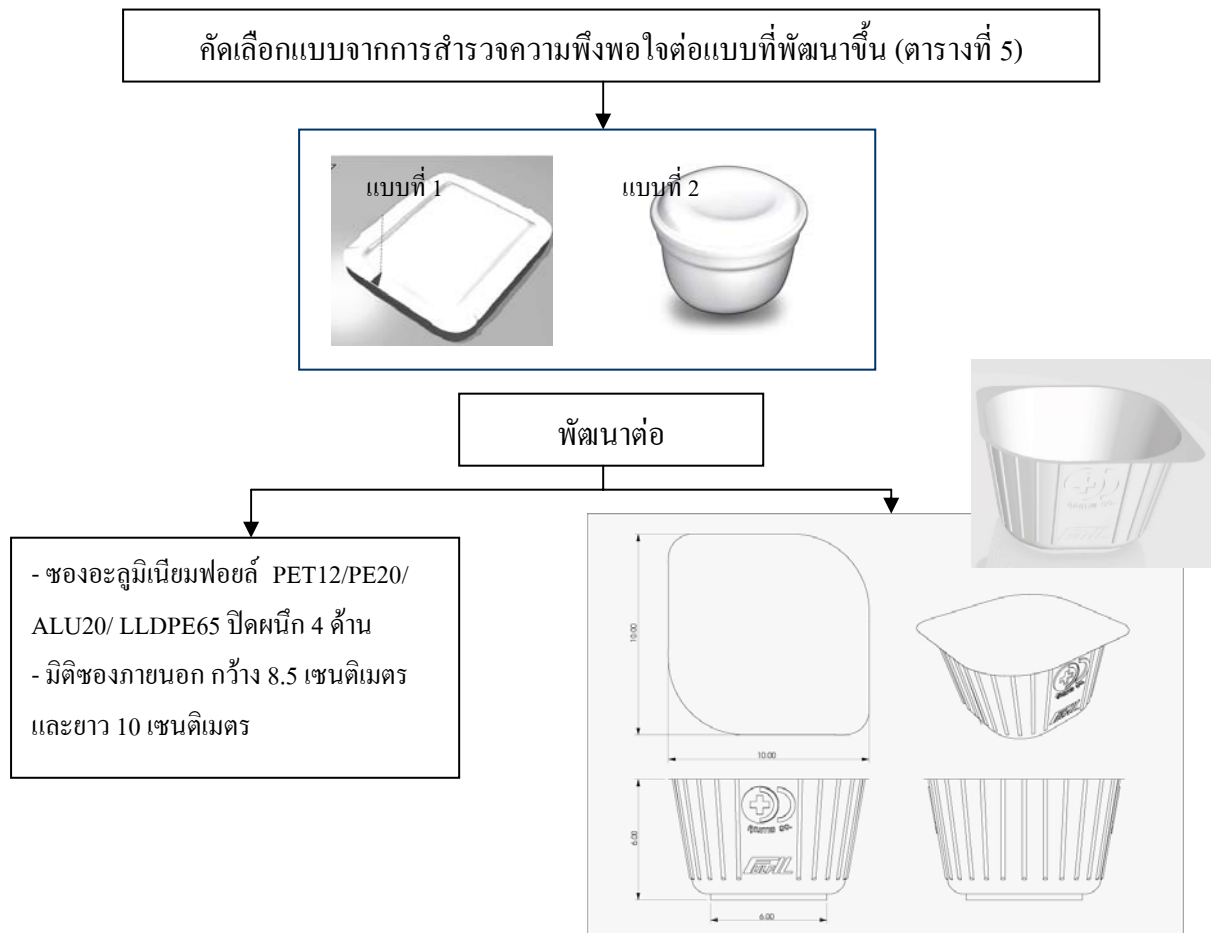 คัดเลือกแบบจากการสำรวจความพึงพอใจต่อแบบที่พัฒนาขึ้น (ตารางที่ 5)
แบบที่ 1
แบบที่ 2
พัฒนาต่อ
- ซองอะลูมิเนียมฟอยล์ PET12/PE20/
ALU20/ LLDPE65 ปิดผนึก 4 ด้าน
- มิติซองภายนอก กว้าง 8.5 เซนติเมตร
และยาว 10 เซนติเมตร
10.00
10.00
6.00
6.00